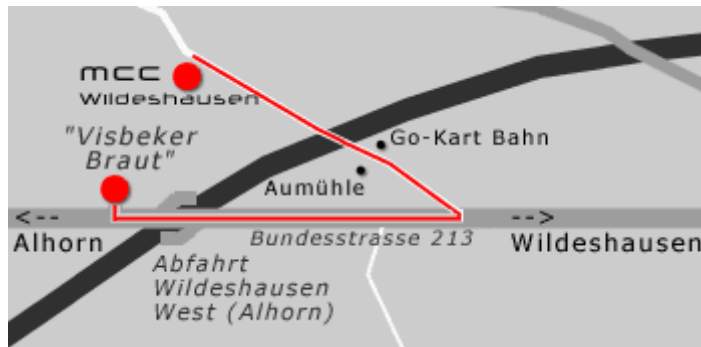 mcc
Wildeshausen
"Visbeker
Braut"
Go-Kart Bahn
Aumühle
<--
-->
Alhorn
Bundesstrasse 213
Wildeshausen
Abfahrt
Wildeshausen
West (Alhorn)